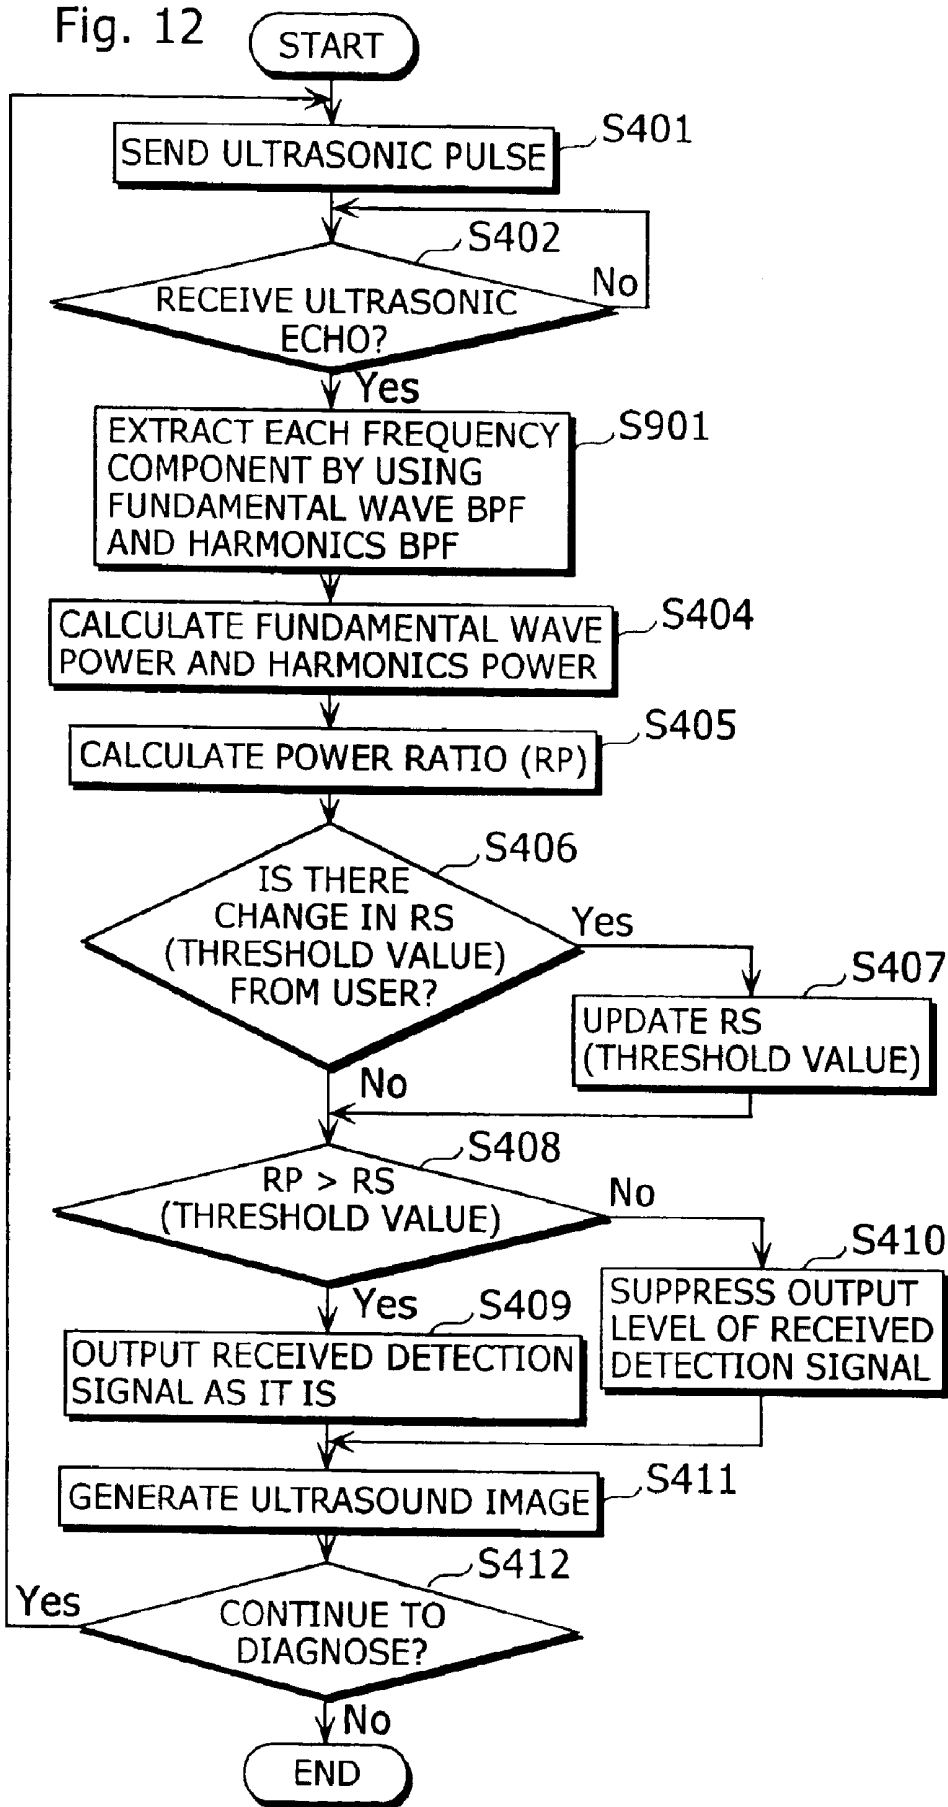 Fig. 12
START
SEND ULTRASONIC PULSE
S401
S402
RECEIVE ULTRASONIC
ECHO?
No
Yes
EXTRACT EACH FREQUENCY
COMPONENT BY USING
FUNDAMENTAL WAVE BPF
AND HARMONICS BPF
S901
CALCULATE FUNDAMENTAL WAVE
POWER AND HARMONICS POWER
S404
CALCULATE POWER RATIO (RP)
S405
S406
IS THERE
CHANGE IN RS
(THRESHOLD VALUE)
FROM USER?
Yes
S407
UPDATE RS
(THRESHOLD VALUE)
No
S408
RP > RS
(THRESHOLD VALUE)
No
S410
SUPPRESS OUTPUT
LEVEL OF RECEIVED
DETECTION SIGNAL
Yes
S409
OUTPUT RECEIVED DETECTION
SIGNAL AS IT IS
GENERATE ULTRASOUND IMAGE
S411
S412
CONTINUE TO
DIAGNOSE?
Yes
No
END